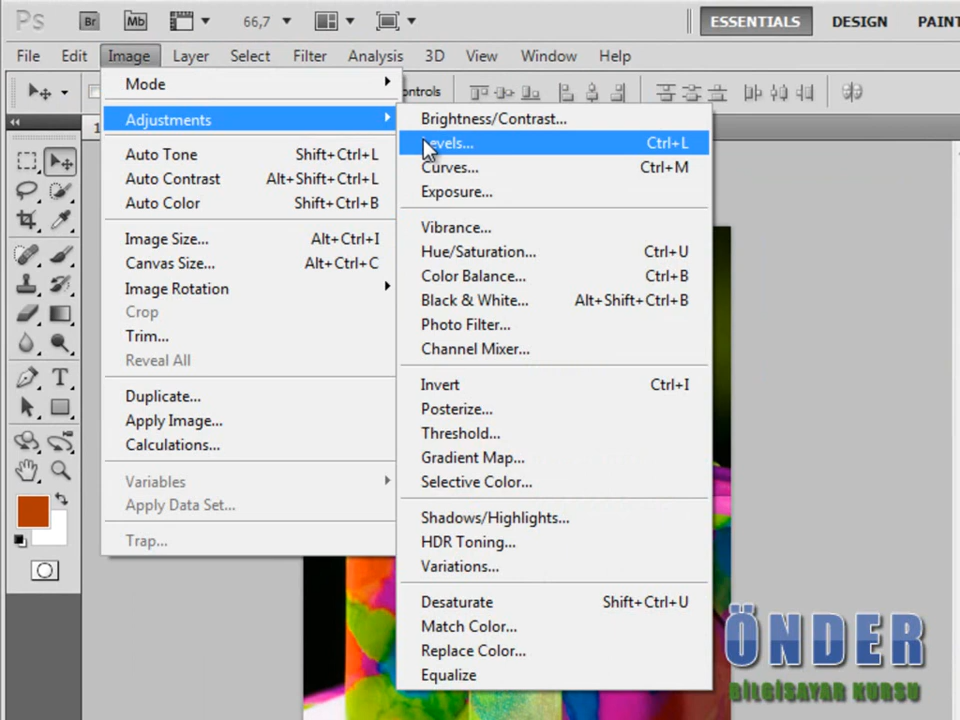 Ps Br Mb 66,7 ESSENTIALS DESIGN PAINT
File Edit Image Layer Select Filter Analysis 3D View Window Help
Mode
Adjustments
Auto Tone Shift+Ctrl+L
Auto Contrast Alt+Shift+Ctrl+L
Auto Color Shift+Ctrl+B
Image Size... Alt+Ctrl+I
Canvas Size... Alt+Ctrl+C
Image Rotation
Crop
Trim...
Reveal All
Duplicate...
Apply Image...
Calculations...
Variables
Apply Data Set...
Trap...
ontrols
Brightness/Contrast...
Levels... Ctrl+L
Curves... Ctrl+M
Exposure...
Vibrance...
Hue/Saturation... Ctrl+U
Color Balance... Ctrl+B
Black & White... Alt+Shift+Ctrl+B
Photo Filter...
Channel Mixer...
Invert Ctrl+I
Posterize...
Threshold...
Gradient Map...
Selective Color...
Shadows/Highlights...
HDR Toning...
Variations...
Desaturate Shift+Ctrl+U
Match Color...
Replace Color...
Equalize
ÖNDER
BİLGİSAYAR KURSU